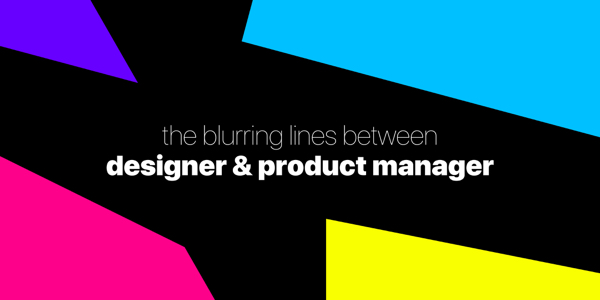 the blurring lines between
designer & product manager